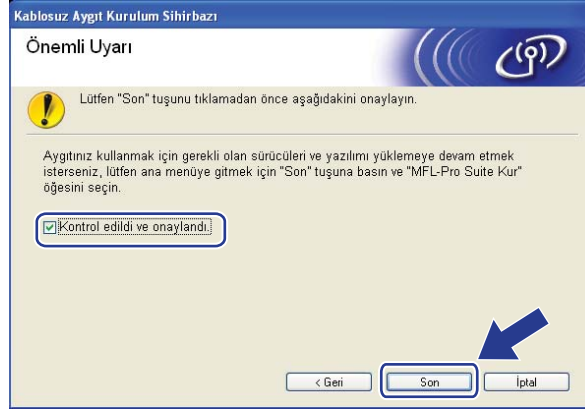 Kablosuz Aygıt Kurulum Sihirbazı
Önemli Uyarı
Lütfen "Son" tuşunu tıklamadan önce aşağıdakini onaylayın.
Aygıtınız kullanmak için gerekli olan sürücüleri ve yazılımı yüklemeye devam etmek
isterseniz, lütfen ana menüye gitmek için "Son" tuşuna basın ve "MFL-Pro Suite Kur"
öğesini seçin.
Kontrol edildi ve onaylandı.
< Geri
Son
İptal